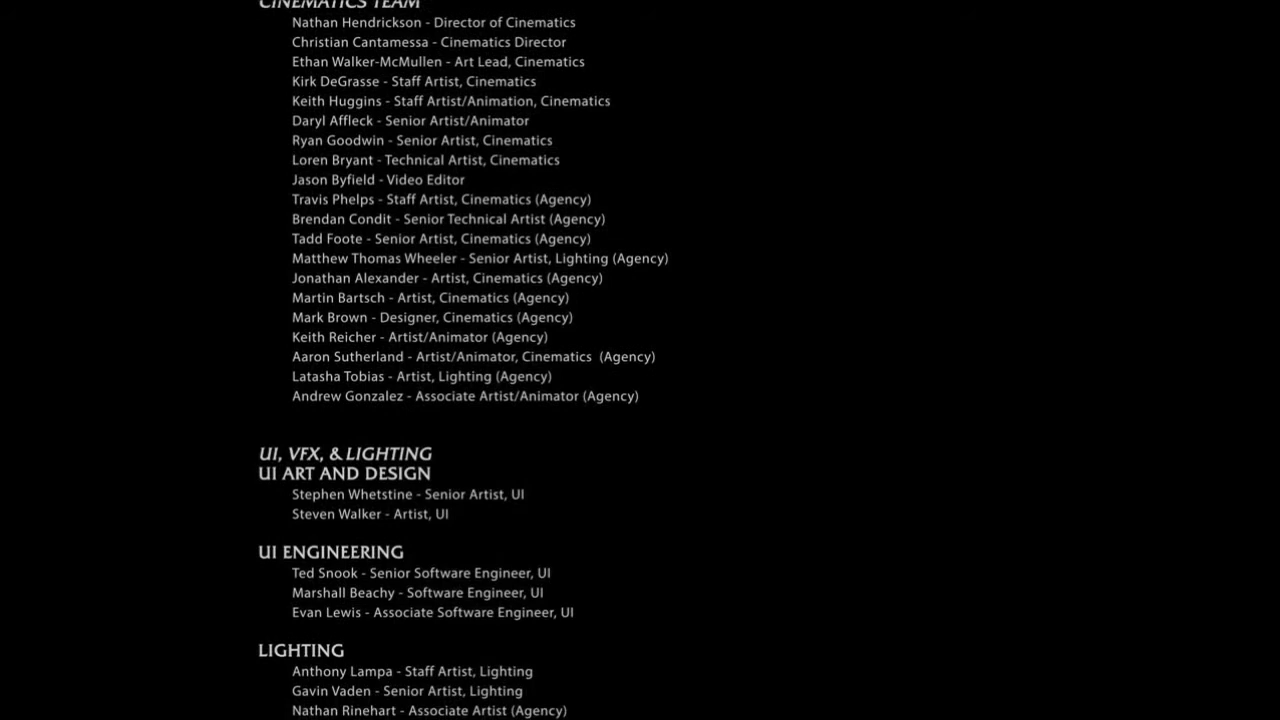 CINEMATICS TEAM
Nathan Hendrickson - Director of Cinematics
Christian Cantamessa - Cinematics Director
Ethan Walker-McMullen - Art Lead, Cinematics
Kirk DeGrasse - Staff Artist, Cinematics
Keith Huggins - Staff Artist/Animation, Cinematics
Daryl Affleck - Senior Artist/Animator
Ryan Goodwin - Senior Artist, Cinematics
Loren Bryant - Technical Artist, Cinematics
Jason Byfield - Video Editor
Travis Phelps - Staff Artist, Cinematics (Agency)
Brendan Condit - Senior Technical Artist (Agency)
Tadd Foote - Senior Artist, Cinematics (Agency)
Matthew Thomas Wheeler - Senior Artist, Lighting (Agency)
Jonathan Alexander - Artist, Cinematics (Agency)
Martin Bartsch - Artist, Cinematics (Agency)
Mark Brown - Designer, Cinematics (Agency)
Keith Reicher - Artist/Animator (Agency)
Aaron Sutherland - Artist/Animator, Cinematics  (Agency)
Latasha Tobias - Artist, Lighting (Agency)
Andrew Gonzalez - Associate Artist/Animator (Agency)
UI, VFX, & LIGHTING
UI ART AND DESIGN
Stephen Whetstine - Senior Artist, UI
Steven Walker - Artist, UI
UI ENGINEERING
Ted Snook - Senior Software Engineer, UI
Marshall Beachy - Software Engineer, UI
Evan Lewis - Associate Software Engineer, UI
LIGHTING
Anthony Lampa - Staff Artist, Lighting
Gavin Vaden - Senior Artist, Lighting
Nathan Rinehart - Associate Artist (Agency)